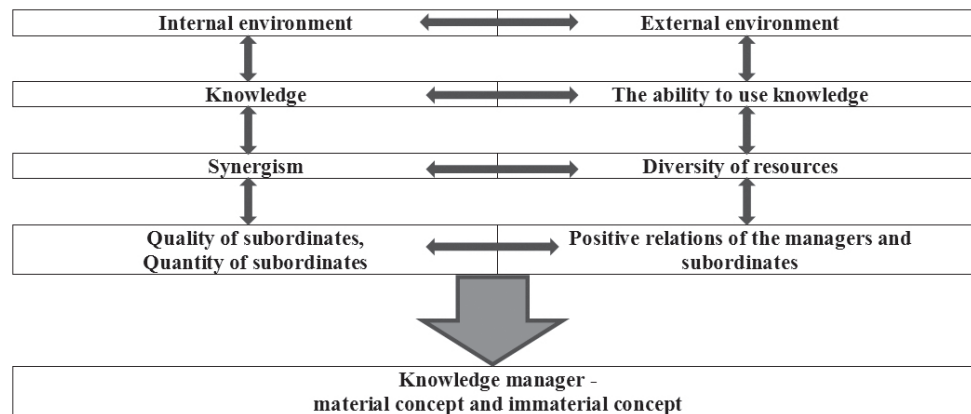 Internal environment
External environment
Knowledge
The ability to use knowledge
Synergism
Diversity of resources
Quality of subordinates,
Quantity of subordinates
Positive relations of the managers and
subordinates
Knowledge manager -
material concept and immaterial concept